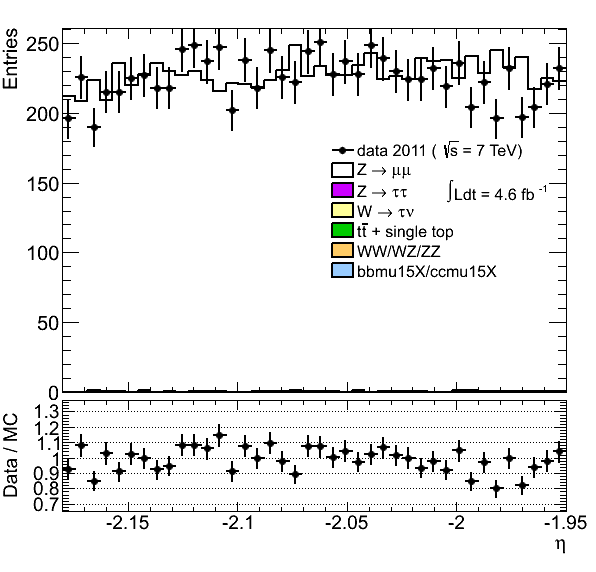 Entries
250
200
150
100
50
0
data 2011 ( √s = 7 TeV)
Z → μμ
Z → ττ
∫Ldt = 4.6 fb⁻¹
W → τν
tt̅ + single top
WW/WZ/ZZ
bbmu15X/ccmu15X
Data / MC
1.3
1.2
1.1
1
0.9
0.8
0.7
-2.15 -2.1 -2.05 -2 -1.95
η